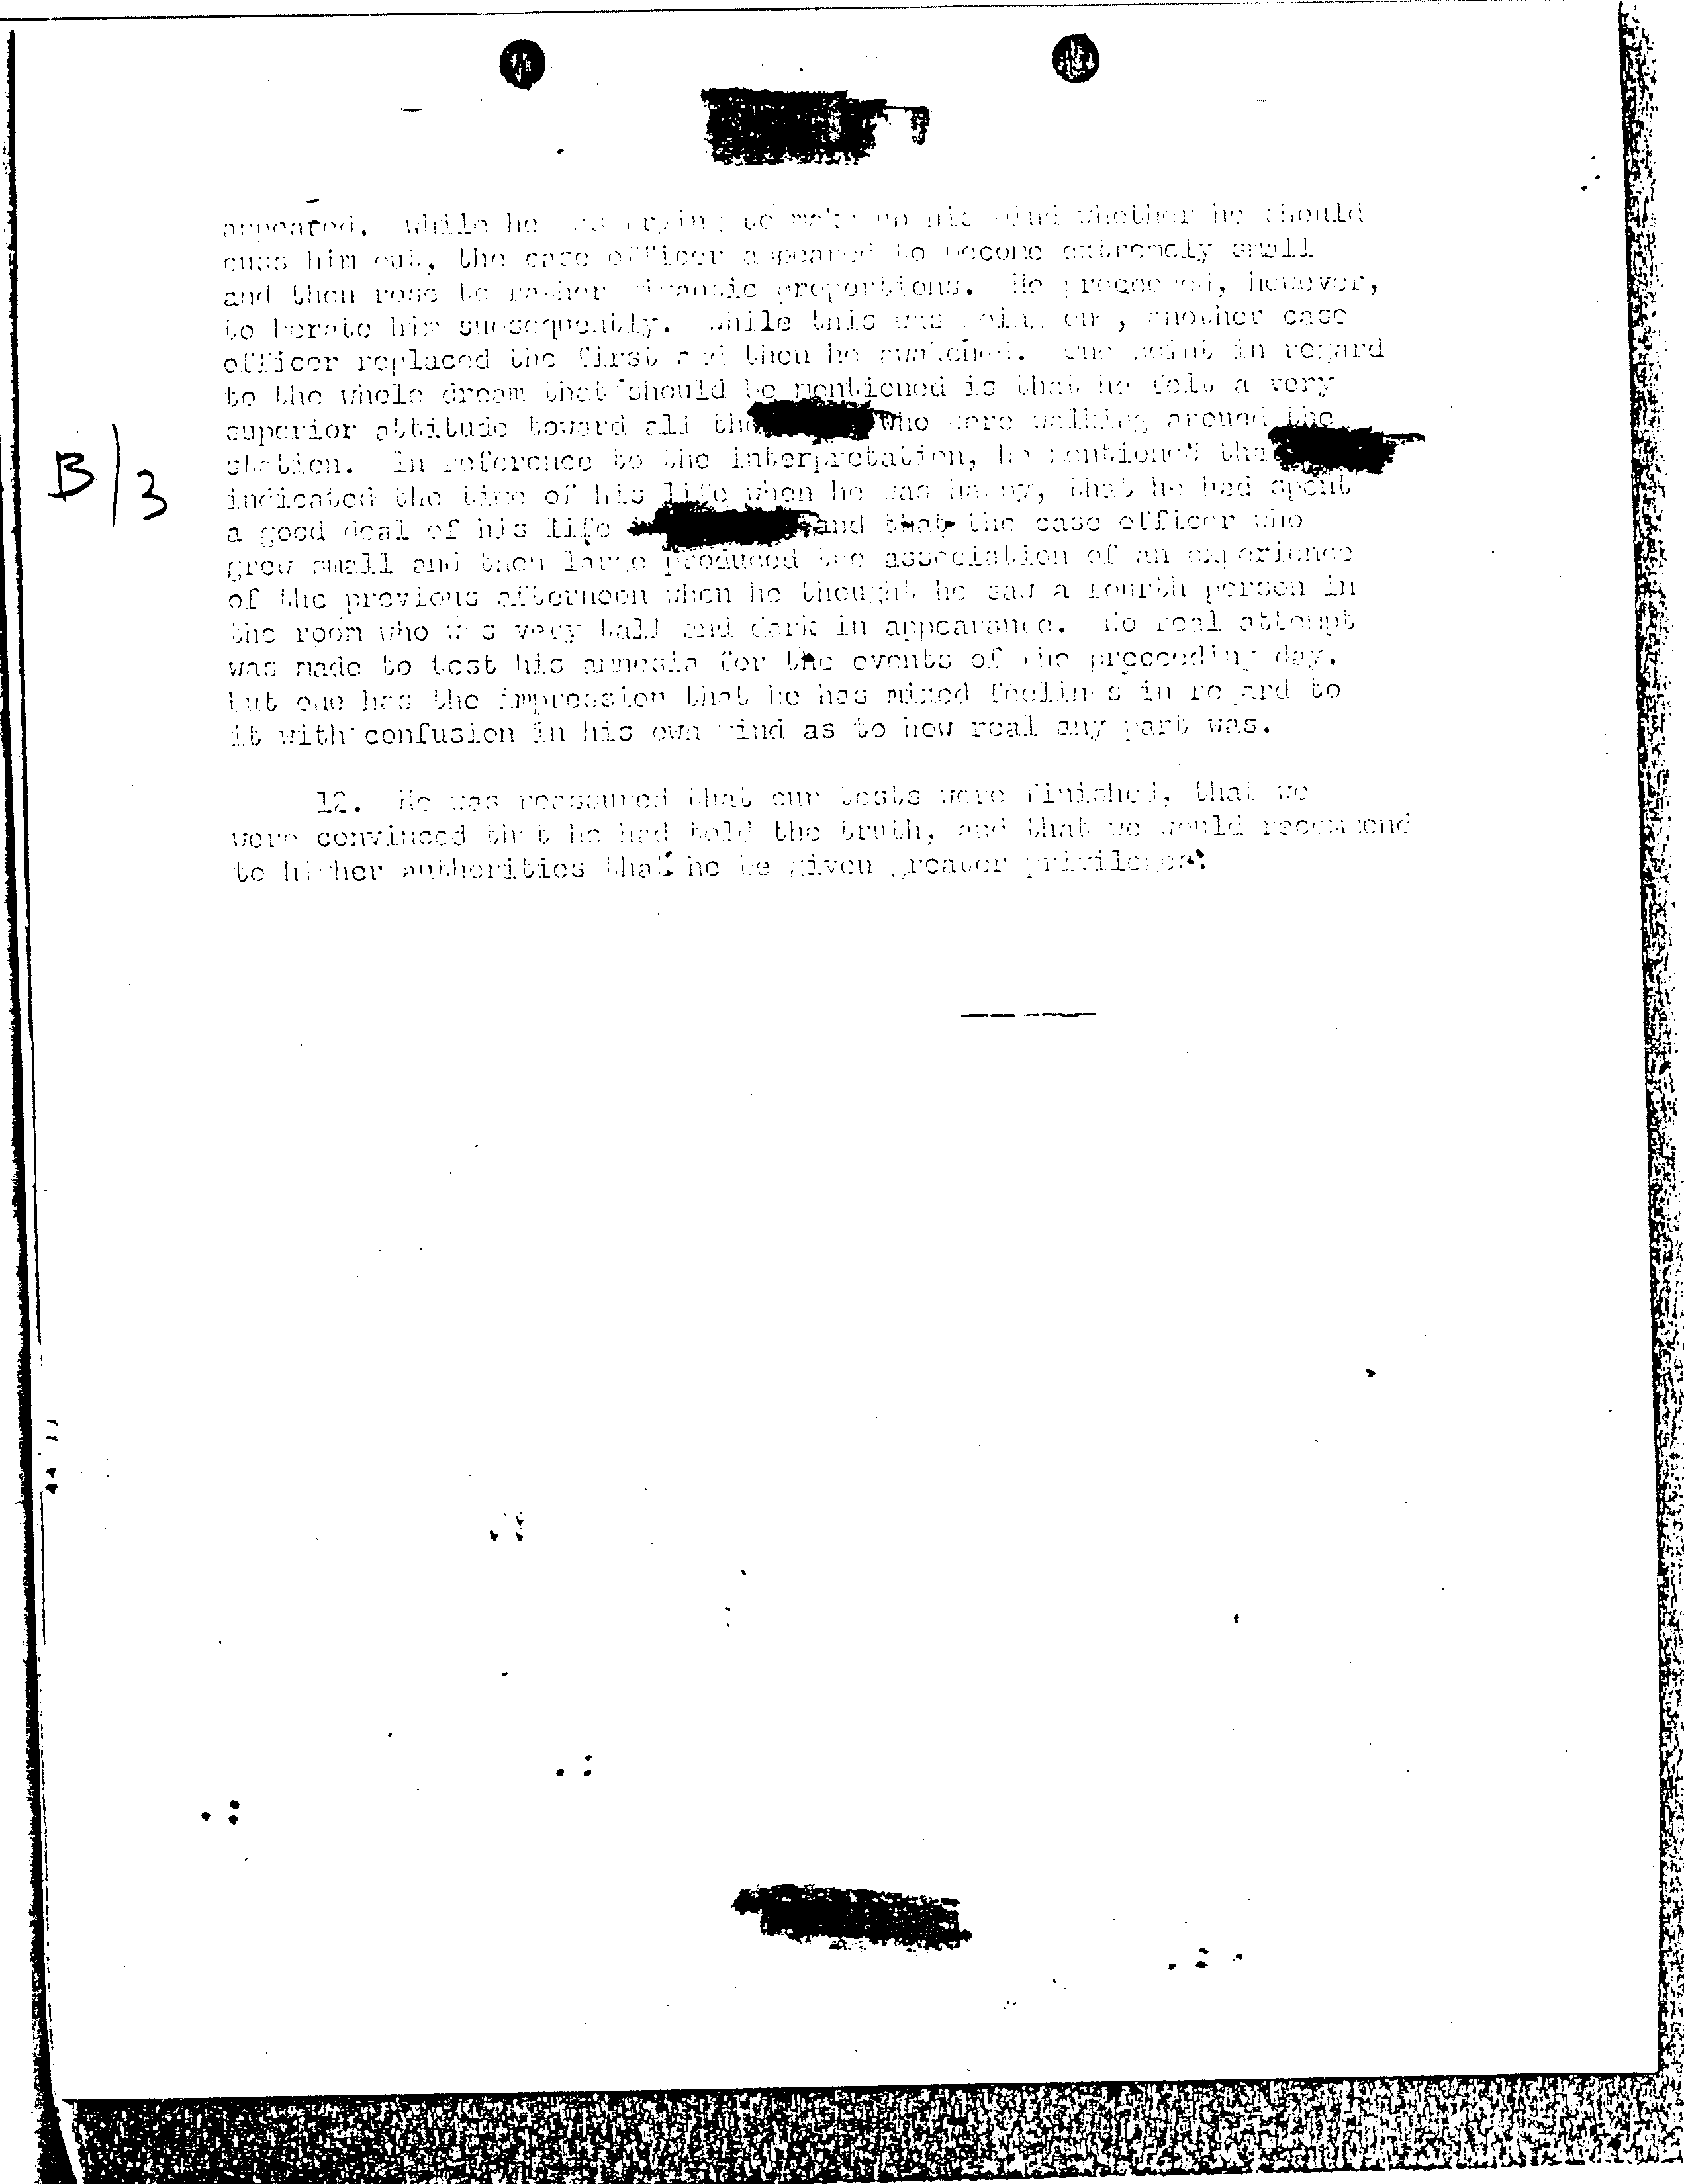 appeared. While he was trying to make up his mind whether he should
cuss him out, the case officer appeared to become extremely small
and then rose to rather gigantic proportions. He proceeded, however,
to berate him subsequently. While this was going on, another case
officer replaced the first and then he awakened. One point in regard
to the whole dream that should be mentioned is that he felt a very
superior attitude toward all the who were walking around the
station. In reference to the interpretation, he mentioned that
indicated the time of his life when he was happy, that he had spent
a good deal of his life and that the case officer who
grew small and then large produced the association of an experience
of the previous afternoon when he thought he saw a fourth person in
the room who was very tall and dark in appearance. No real attempt
was made to test his amnesia for the events of the preceeding day.
but one has the impression that he has mixed feelings in regard to
it with confusion in his own mind as to how real any part was.
B/3
12. He was reassured that our tests were finished, that we
were convinced that he had told the truth, and that we would recommend
to higher authorities that he be given greater privileges.